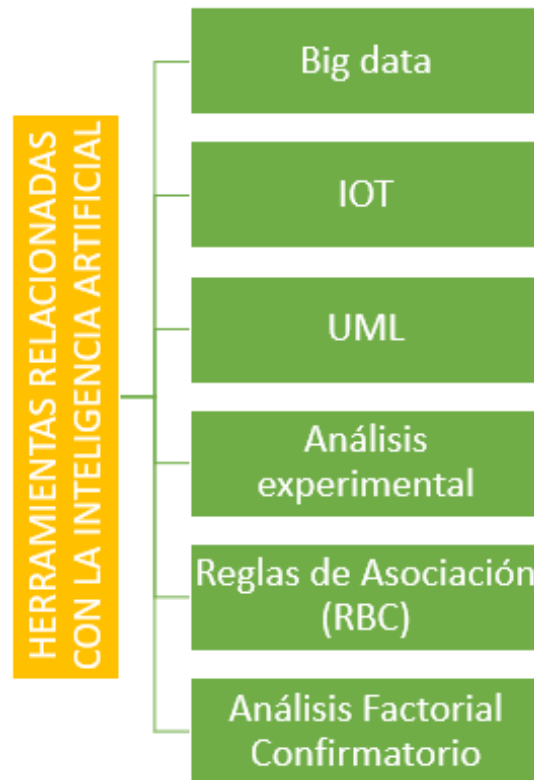 HERRAMIENTAS RELACIONADAS
CON LA INTELIGENCIA ARTIFICIAL
Big data
IOT
UML
Análisis
experimental
Reglas de Asociación
(RBC)
Análisis Factorial
Confirmatorio